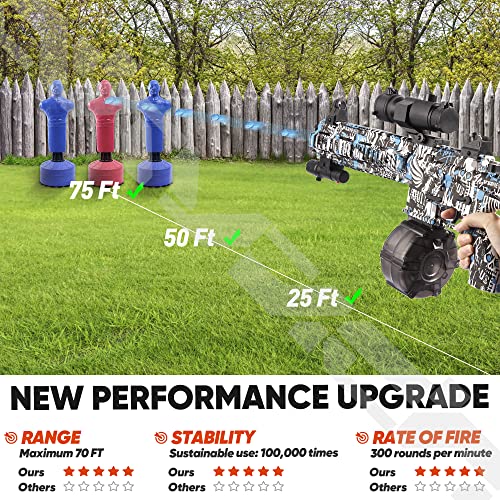 75 Ft
50 Ft
25 Ft
NEW PERFORMANCE UPGRADE
RANGE
Maximum 70 FT
Ours
Others
STABILITY
Sustainable use: 100,000 times
Ours
Others
RATE OF FIRE
300 rounds per minute
Ours
Others